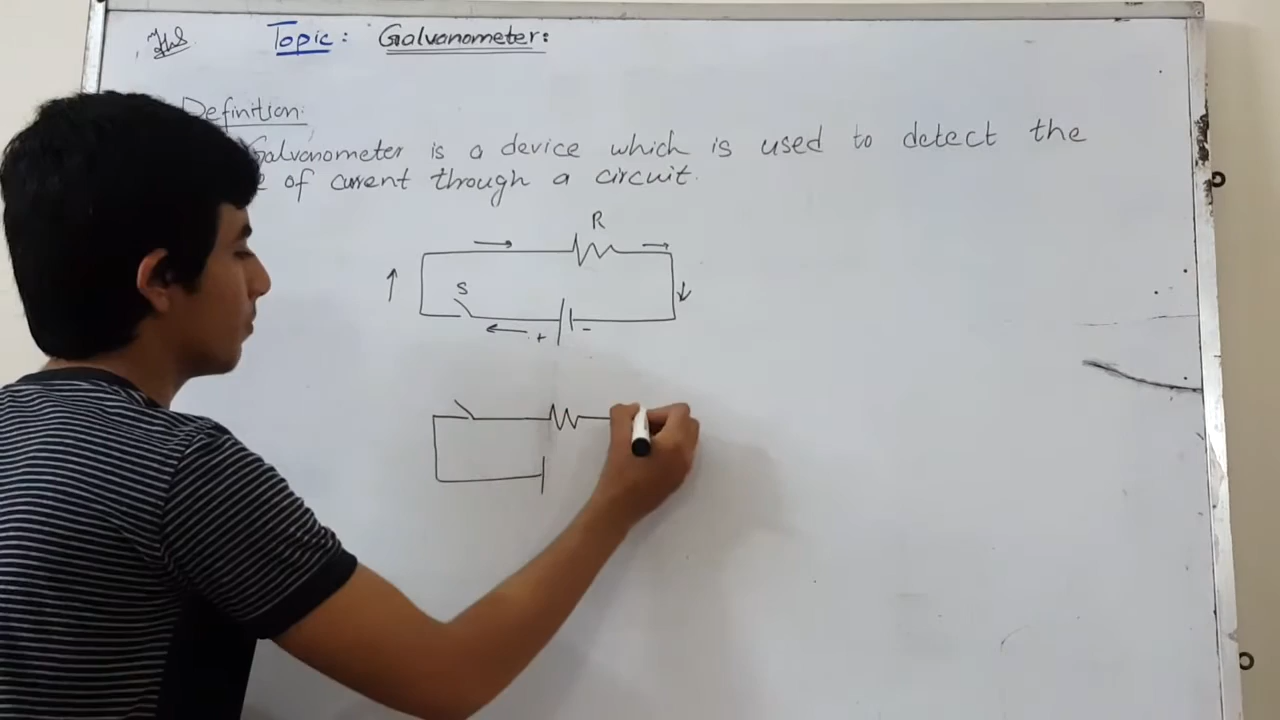 Topic: Galvanometer:
Definition:
Galvanometer is a device which is used to detect the
of current through a circuit.
R
S
+ -